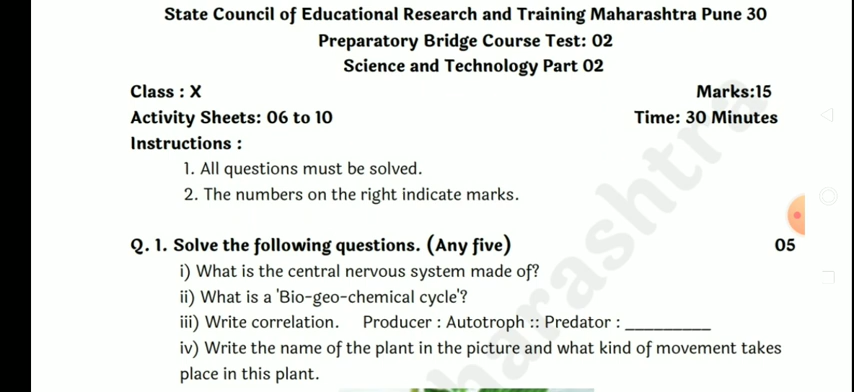 State Council of Educational Research and Training Maharashtra Pune 30
Preparatory Bridge Course Test: 02
Science and Technology Part 02
Class : X Marks:15
Activity Sheets: 06 to 10 Time: 30 Minutes
Instructions :
1. All questions must be solved.
2. The numbers on the right indicate marks.
Q. 1. Solve the following questions. (Any five) 05
i) What is the central nervous system made of?
ii) What is a 'Bio-geo-chemical cycle'?
iii) Write correlation. Producer : Autotroph :: Predator : _________
iv) Write the name of the plant in the picture and what kind of movement takes
place in this plant.